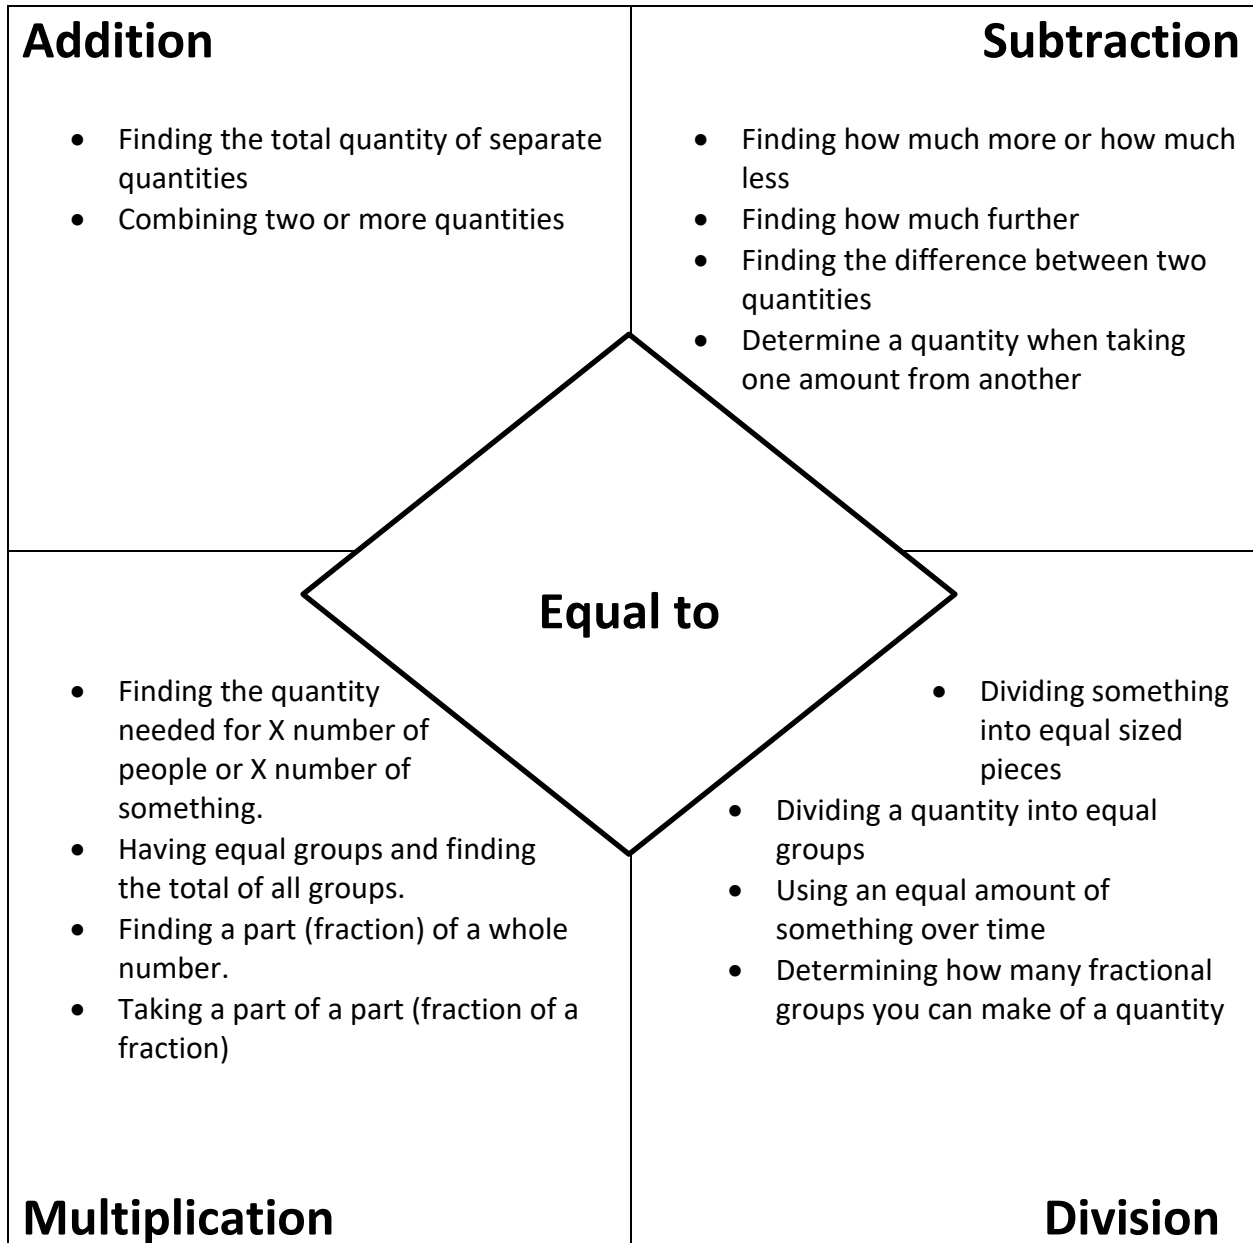 Addition
• Finding the total quantity of separate
quantities
• Combining two or more quantities
Subtraction
• Finding how much more or how much
less
• Finding how much further
• Finding the difference between two
quantities
• Determine a quantity when taking
one amount from another
Equal to
• Finding the quantity
needed for X number of
people or X number of
something.
• Having equal groups and finding
the total of all groups.
• Finding a part (fraction) of a whole
number.
• Taking a part of a part (fraction of a
fraction)
Multiplication
• Dividing something
into equal sized
pieces
• Dividing a quantity into equal
groups
• Using an equal amount of
something over time
• Determining how many fractional
groups you can make of a quantity
Division